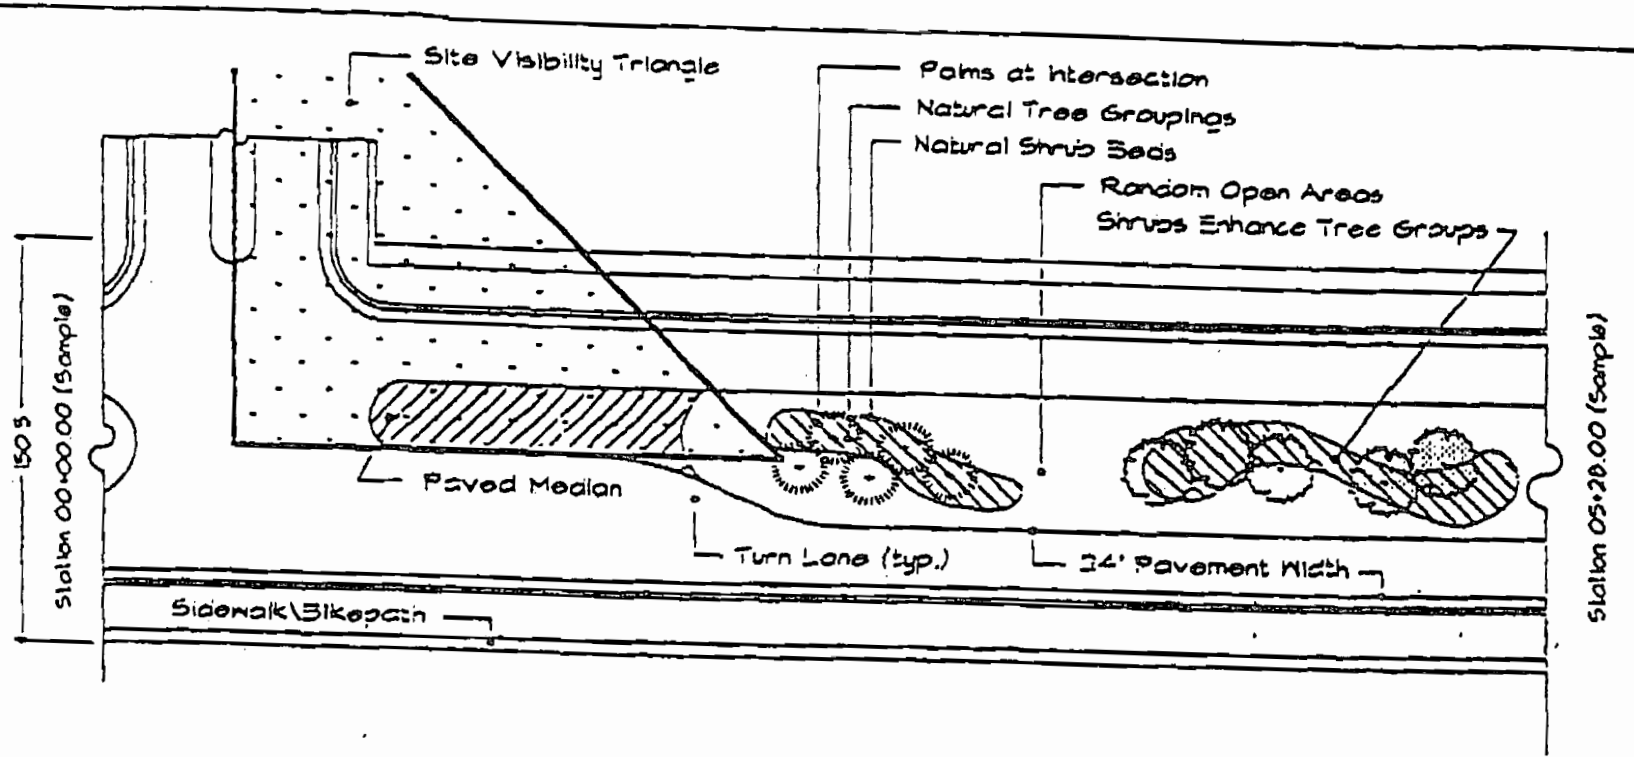 Site Visibility Triangle
Palms at Intersection
Natural Tree Groupings
Natural Shrub Beds
Random Open Areas
Shrubs Enhance Tree Groups
Station 00+00.00 (Sample)
150
Paved Median
Turn Lane (typ.)
24' Pavement Width
Sidewalk\Bikepath
Station 05+20.00 (Sample)